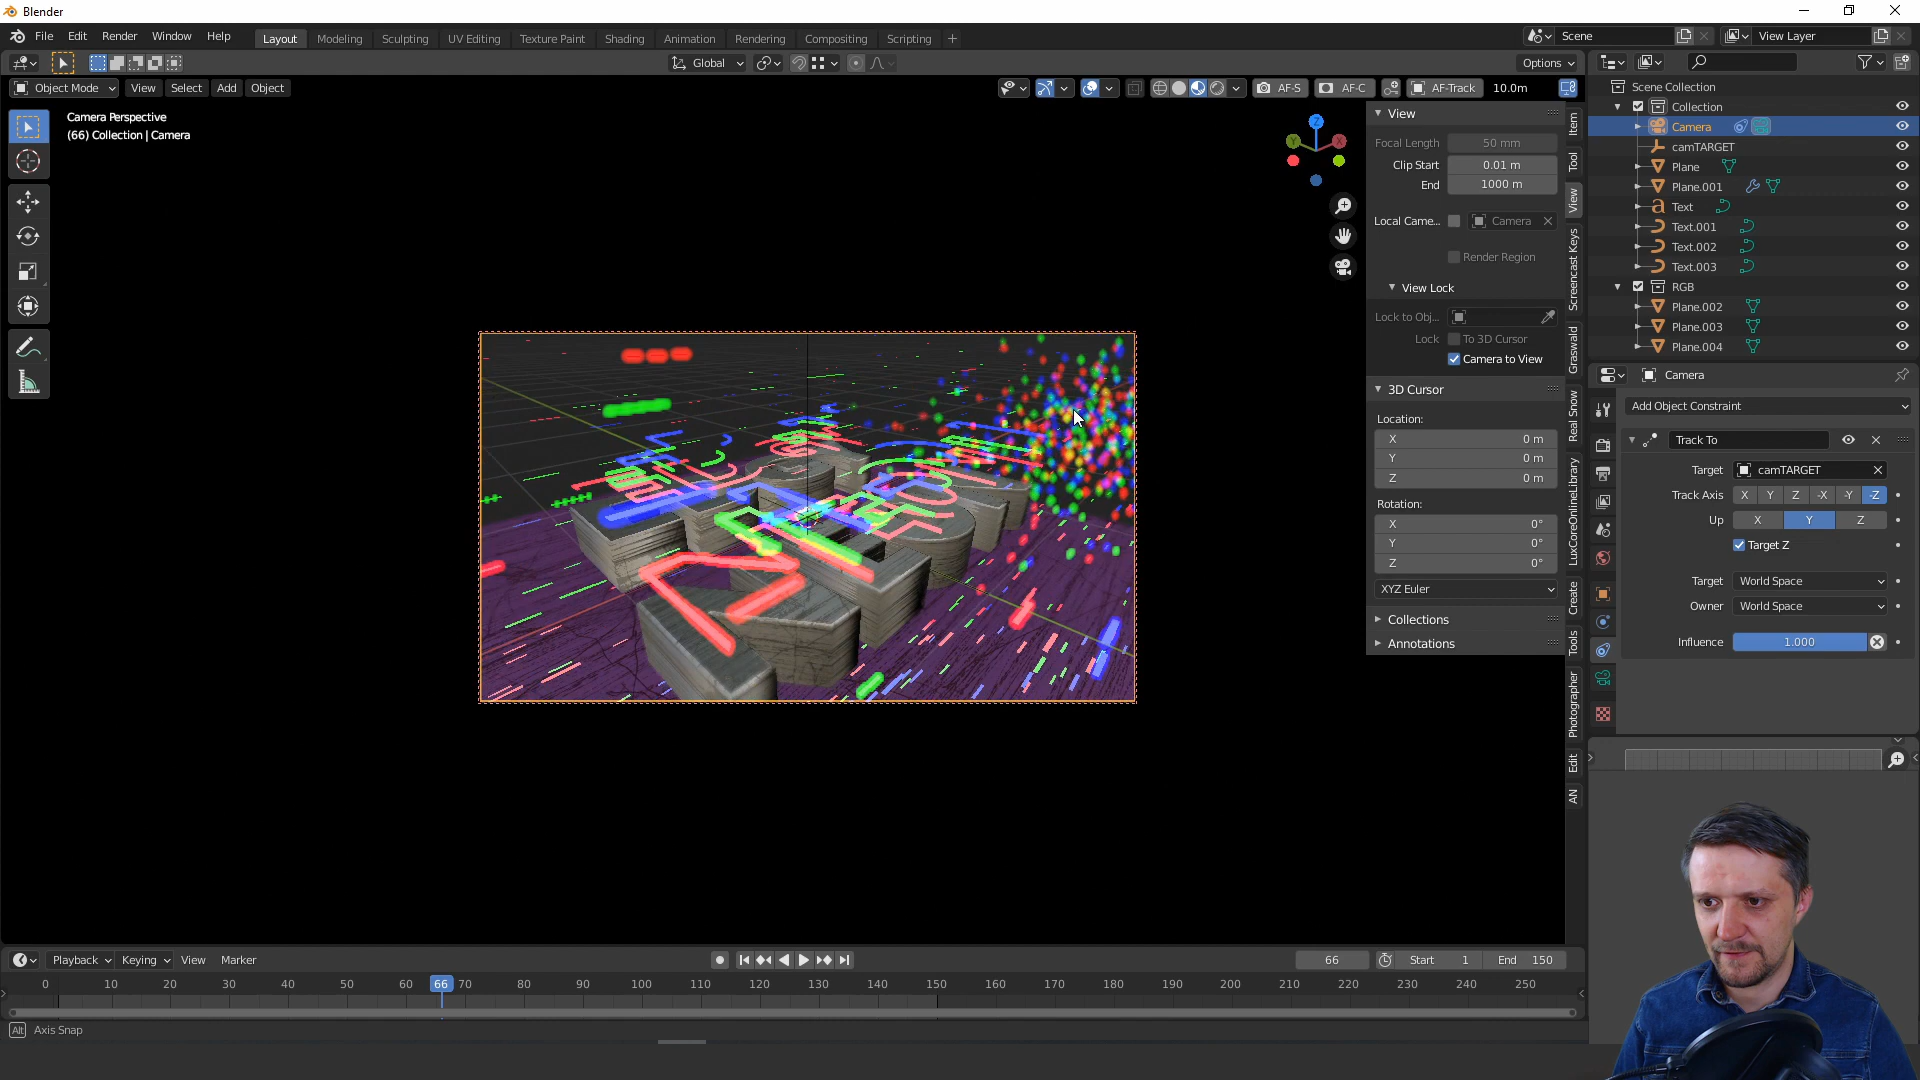 Blender
File Edit Render Window Help
Layout Modeling Sculpting UV Editing Texture Paint Shading Animation Rendering Compositing Scripting +
Scene
View Layer
Global
Options
Object Mode View Select Add Object
AF-S AF-C AF-Track 10.0m
Camera Perspective
(66) Collection | Camera
Z
Y
X
View
Focal Length 50 mm
Clip Start 0.01 m
End 1000 m
Local Came... Camera
Render Region
View Lock
Lock to Obj...
Lock To 3D Cursor
Camera to View
3D Cursor
Location:
X 0 m
Y 0 m
Z 0 m
Rotation:
X 0°
Y 0°
Z 0°
XYZ Euler
Collections
Annotations
Item
Tool
View
Screencast Keys
Graswald
Real Snow
LuxCoreOnlineLibrary
Create
Tools
Photographer
Edit
AN
Scene Collection
Collection
Camera
camTARGET
Plane
Plane.001
Text
Text.001
Text.002
Text.003
RGB
Plane.002
Plane.003
Plane.004
Camera
Add Object Constraint
Track To
Target camTARGET
Track Axis X Y Z -X -Y -Z
Up X Y Z
Target Z
Target World Space
Owner World Space
Influence 1.000
Playback Keying View Marker
66 Start 1 End 150
0 10 20 30 40 50 60 66 70 80 90 100 110 120 130 140 150 160 170 180 190 200 210 220 230 240 250
Alt Axis Snap